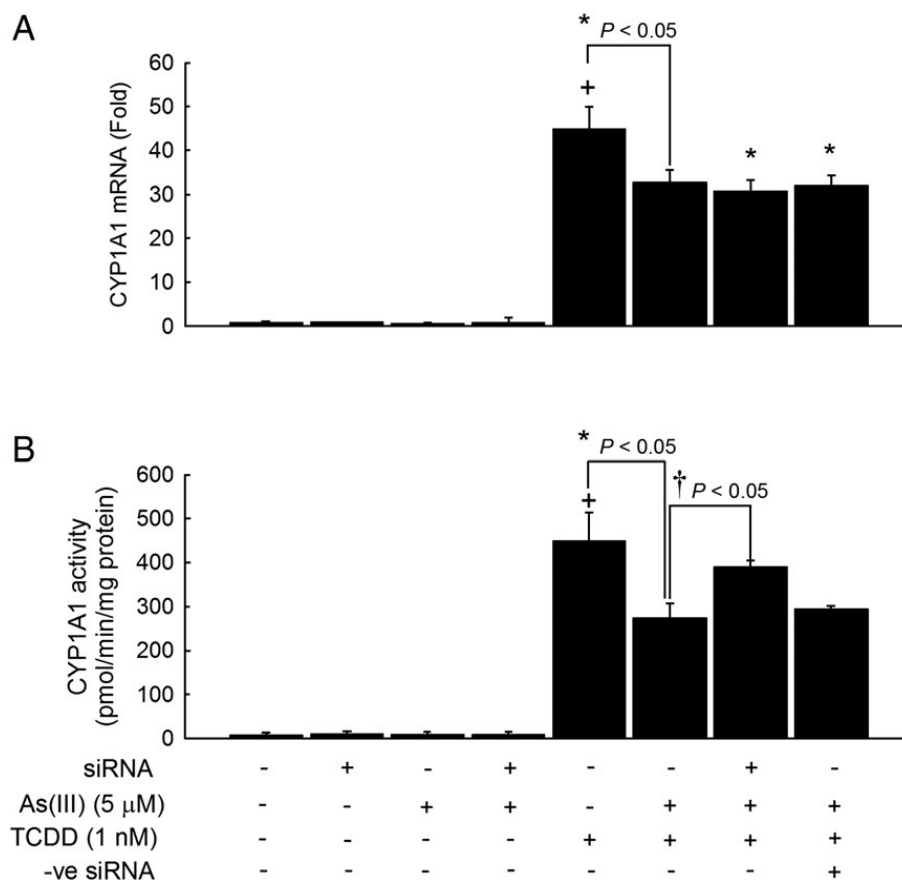 A
* P < 0.05
60
+
50
40
* *
30
20
10
0
CYP1A1 mRNA (Fold)
B
* P < 0.05
600
† P < 0.05
+
500
400
300
200
100
0
CYP1A1 activity
(pmol/min/mg protein)
siRNA - + - + - - + -
As(III) (5 µM) - - + + - + + +
TCDD (1 nM) - - - - + + + +
-ve siRNA - - - - - - - +